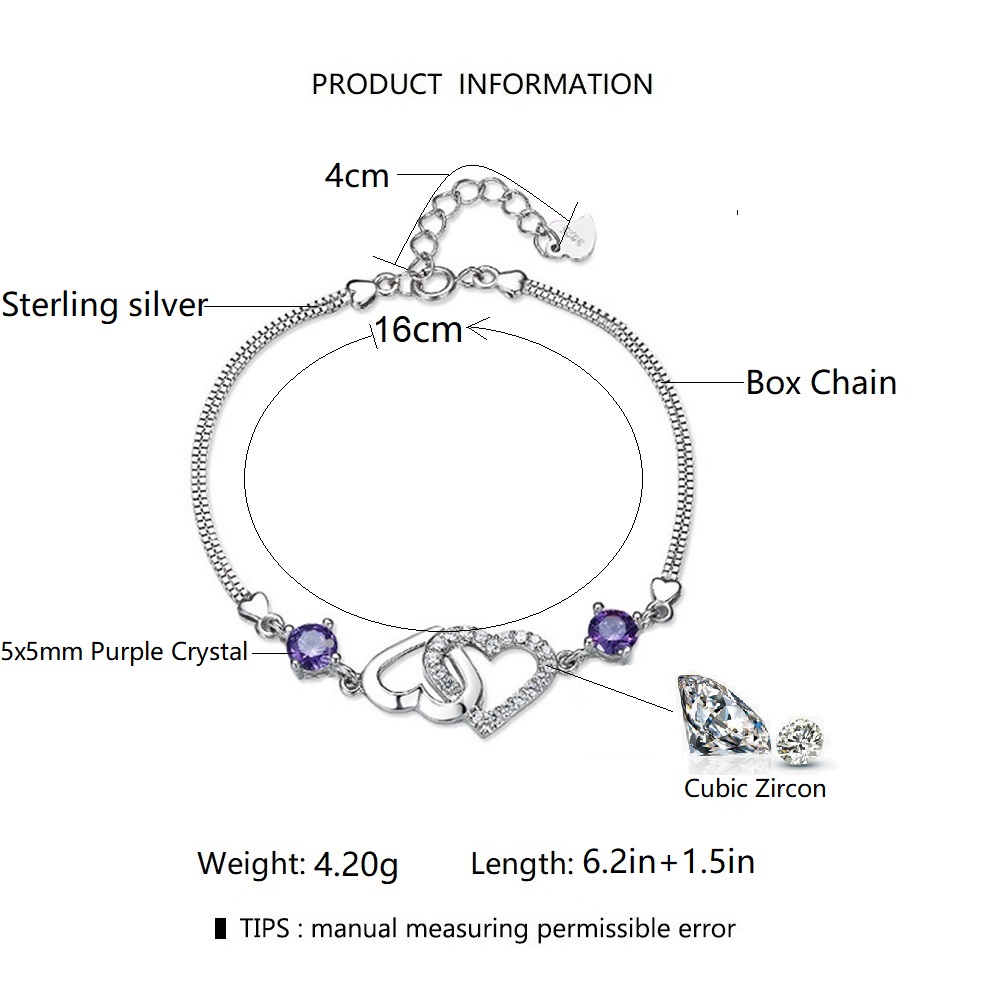 PRODUCT INFORMATION
4cm
Sterling silver
16cm
Box Chain
5x5mm Purple Crystal
Cubic Zircon
Weight: 4.20g Length: 6.2in+1.5in
TIPS : manual measuring permissible error